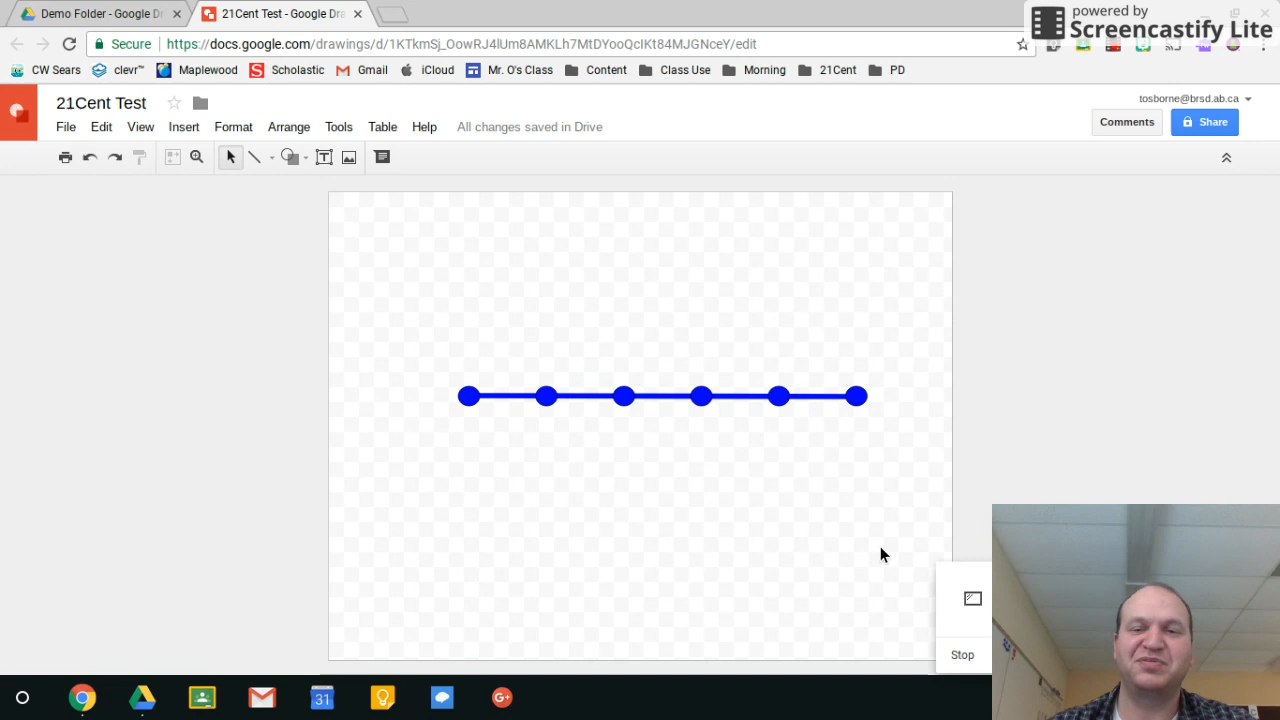 Demo Folder - Google Dr
21Cent Test - Google Dra
powered by
Screencastify Lite
Secure
https://docs.google.com/drawings/d/1KTkmSj_OowRJ4lUm8AMKLh7MtDYooQcIKt84MJGNceY/edit
CW Sears
clevr™
Maplewood
Scholastic
Gmail
iCloud
Mr. O's Class
Content
Class Use
Morning
21Cent
PD
21Cent Test
tosborne@brsd.ab.ca
File Edit View Insert Format Arrange Tools Table Help All changes saved in Drive
Comments
Share
Stop
31
G+